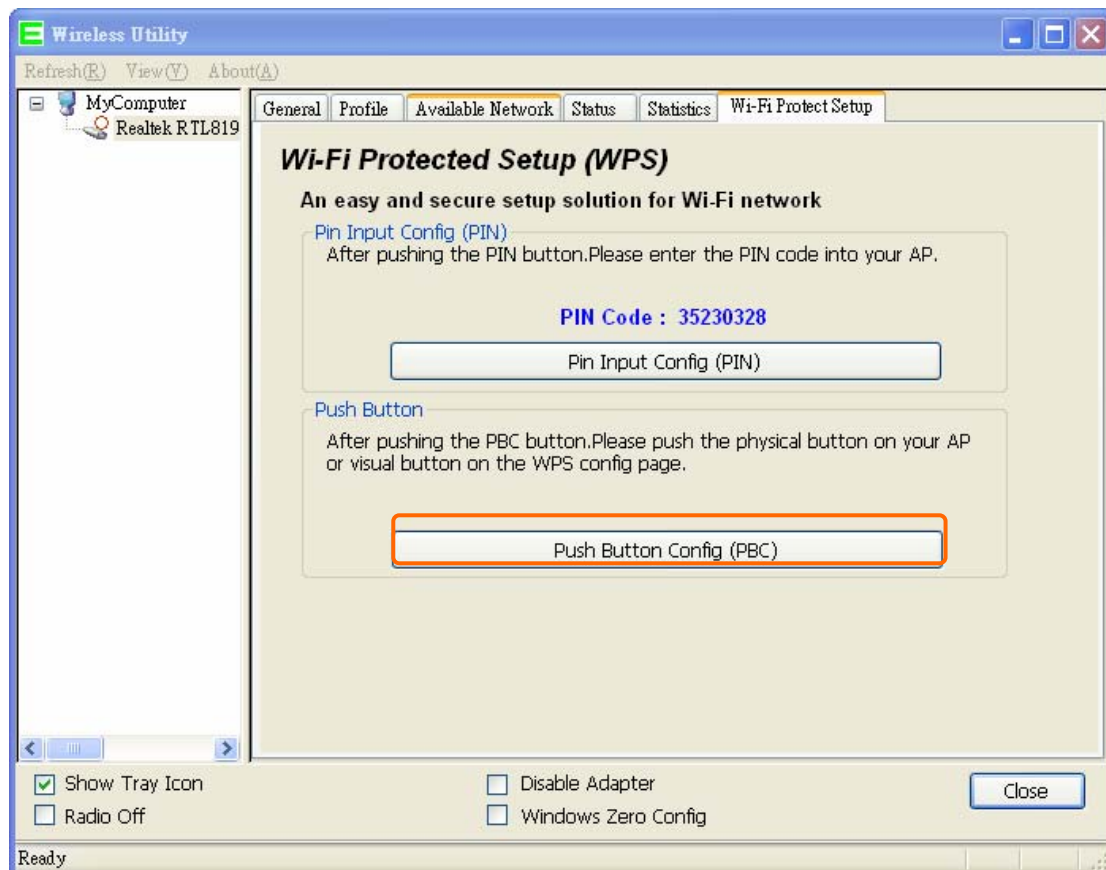 Wireless Utility
Refresh(R) View(V) About(A)
MyComputer
Realtek RTL819
General Profile Available Network Status Statistics Wi-Fi Protect Setup
Wi-Fi Protected Setup (WPS)
An easy and secure setup solution for Wi-Fi network
Pin Input Config (PIN)
After pushing the PIN button.Please enter the PIN code into your AP.
PIN Code : 35230328
Pin Input Config (PIN)
Push Button
After pushing the PBC button.Please push the physical button on your AP
or visual button on the WPS config page.
Push Button Config (PBC)
Show Tray Icon
Disable Adapter
Close
Radio Off
Windows Zero Config
Ready